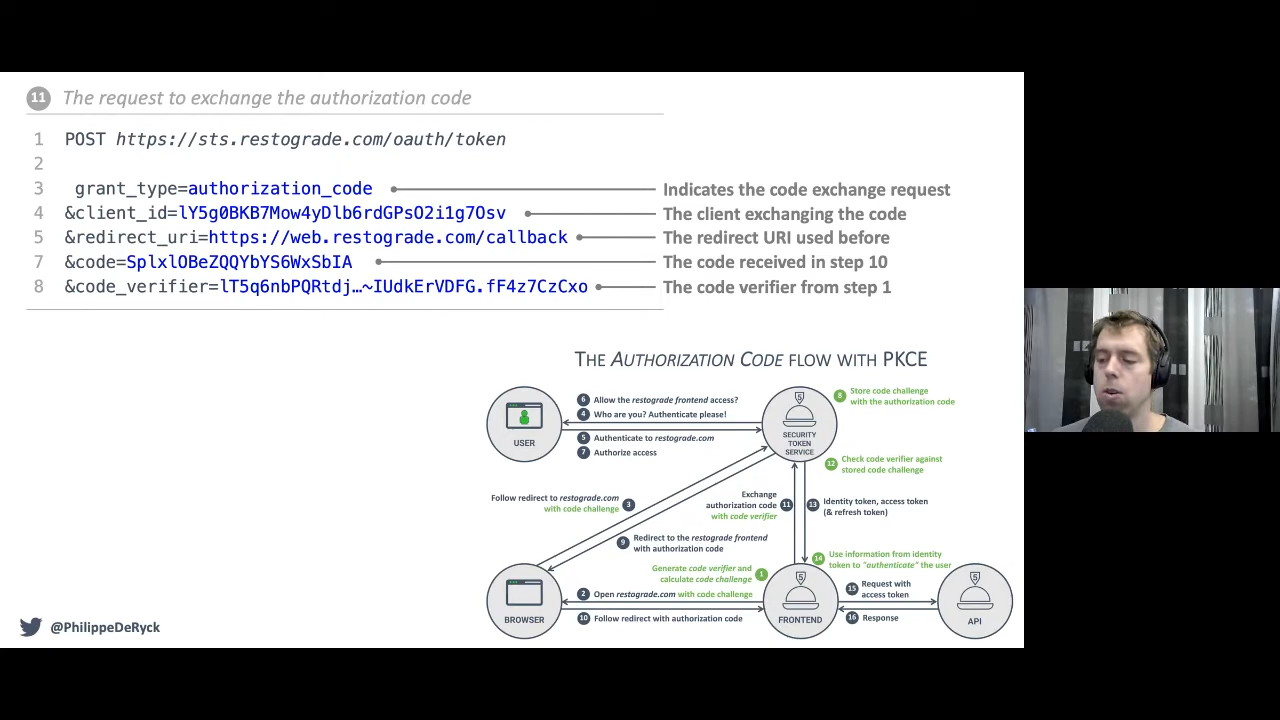 11 The request to exchange the authorization code
1 POST https://sts.restograde.com/oauth/token
2
3 grant_type=authorization_code
Indicates the code exchange request
4 &client_id=lY5g0BKB7Mow4yDlb6rdGPsO2i1g7Osv
The client exchanging the code
5 &redirect_uri=https://web.restograde.com/callback
The redirect URI used before
7 &code=SplxlOBeZQQYbYS6WxSbIA
The code received in step 10
8 &code_verifier=lT5q6nbPQRtdj…~IUdkErVDFG.fF4z7CzCxo
The code verifier from step 1
THE AUTHORIZATION CODE FLOW WITH PKCE
USER
6 Allow the restograde frontend access?
4 Who are you? Authenticate please!
5 Authenticate to restograde.com
7 Authorize access
5
SECURITY
TOKEN
SERVICE
8 Store code challenge
with the authorization code
12 Check code verifier against
stored code challenge
Follow redirect to restograde.com
with code challenge 3
Exchange
authorization code 11
with code verifier
13 Identity token, access token
(& refresh token)
9 Redirect to the restograde frontend
with authorization code
14 Use information from identity
token to "authenticate" the user
Generate code verifier and
calculate code challenge 1
BROWSER
2 Open restograde.com with code challenge
10 Follow redirect with authorization code
5
FRONTEND
15 Request with
access token
16 Response
5
API
@PhilippeDeRyck